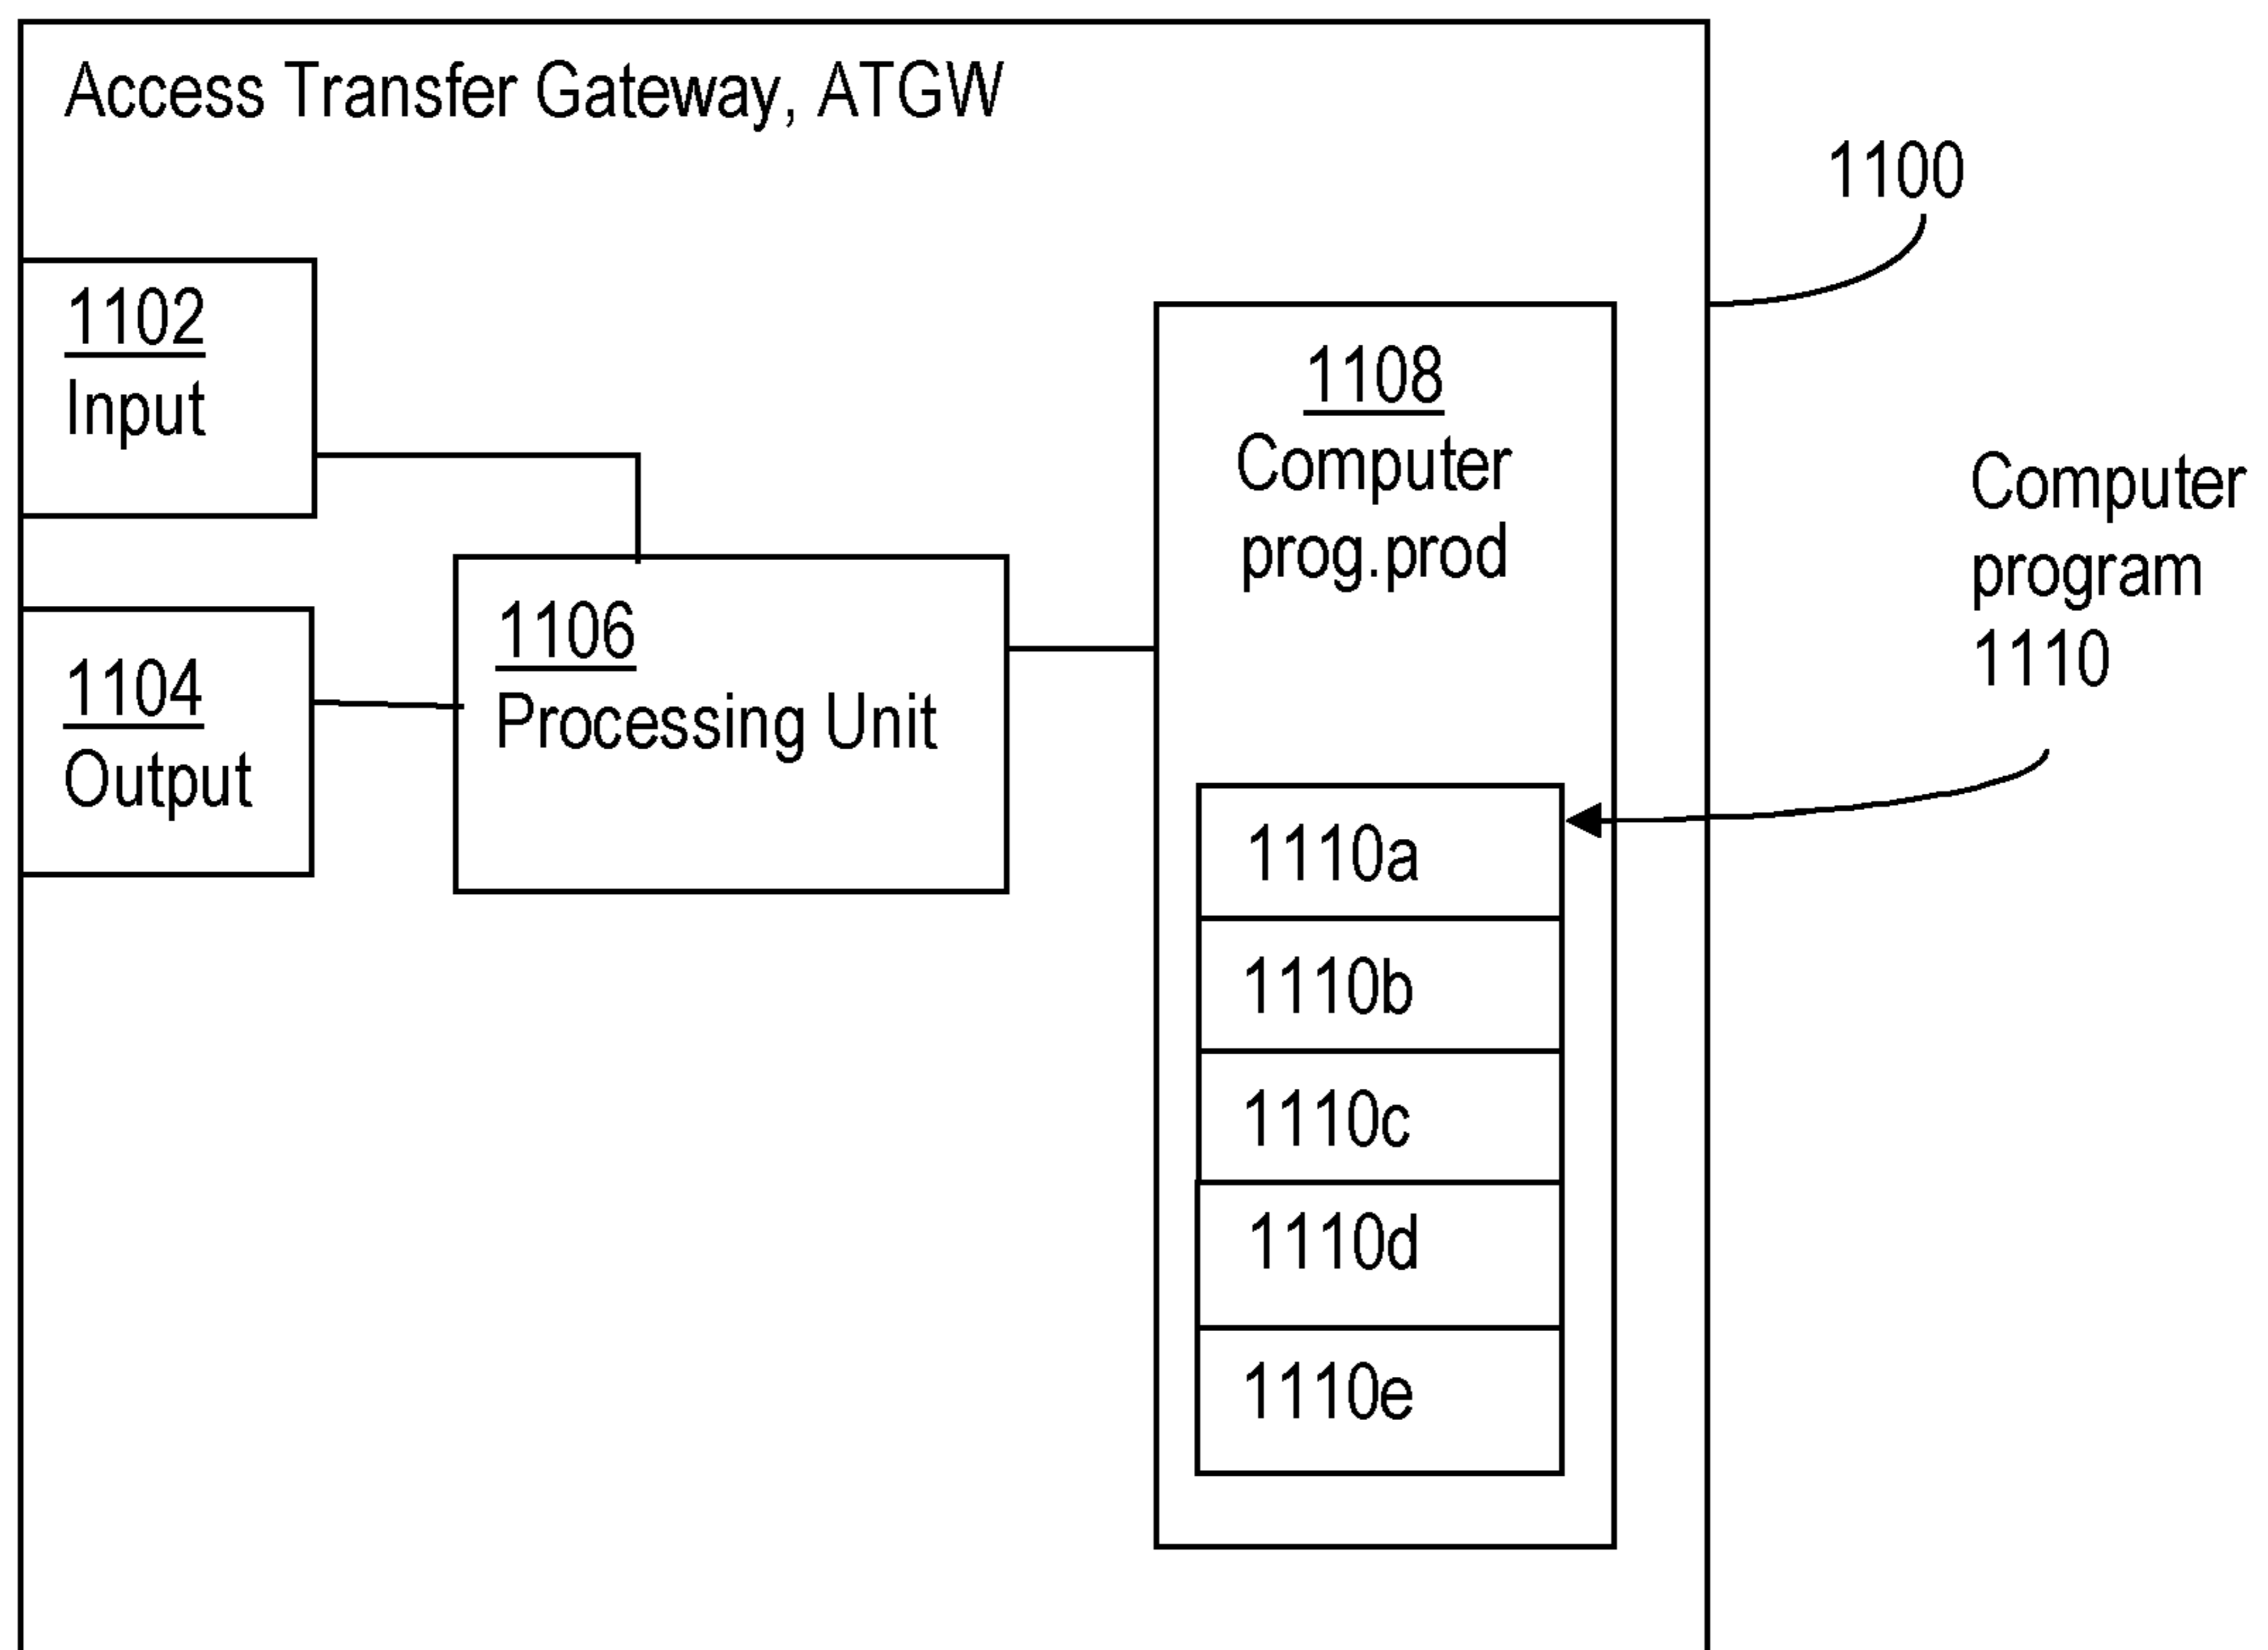 Access Transfer Gateway, ATGW
1100
1102
Input
1104
Output
1106
Processing Unit
1108
Computer
prog.prod
1110a
1110b
1110c
1110d
1110e
Computer
program
1110